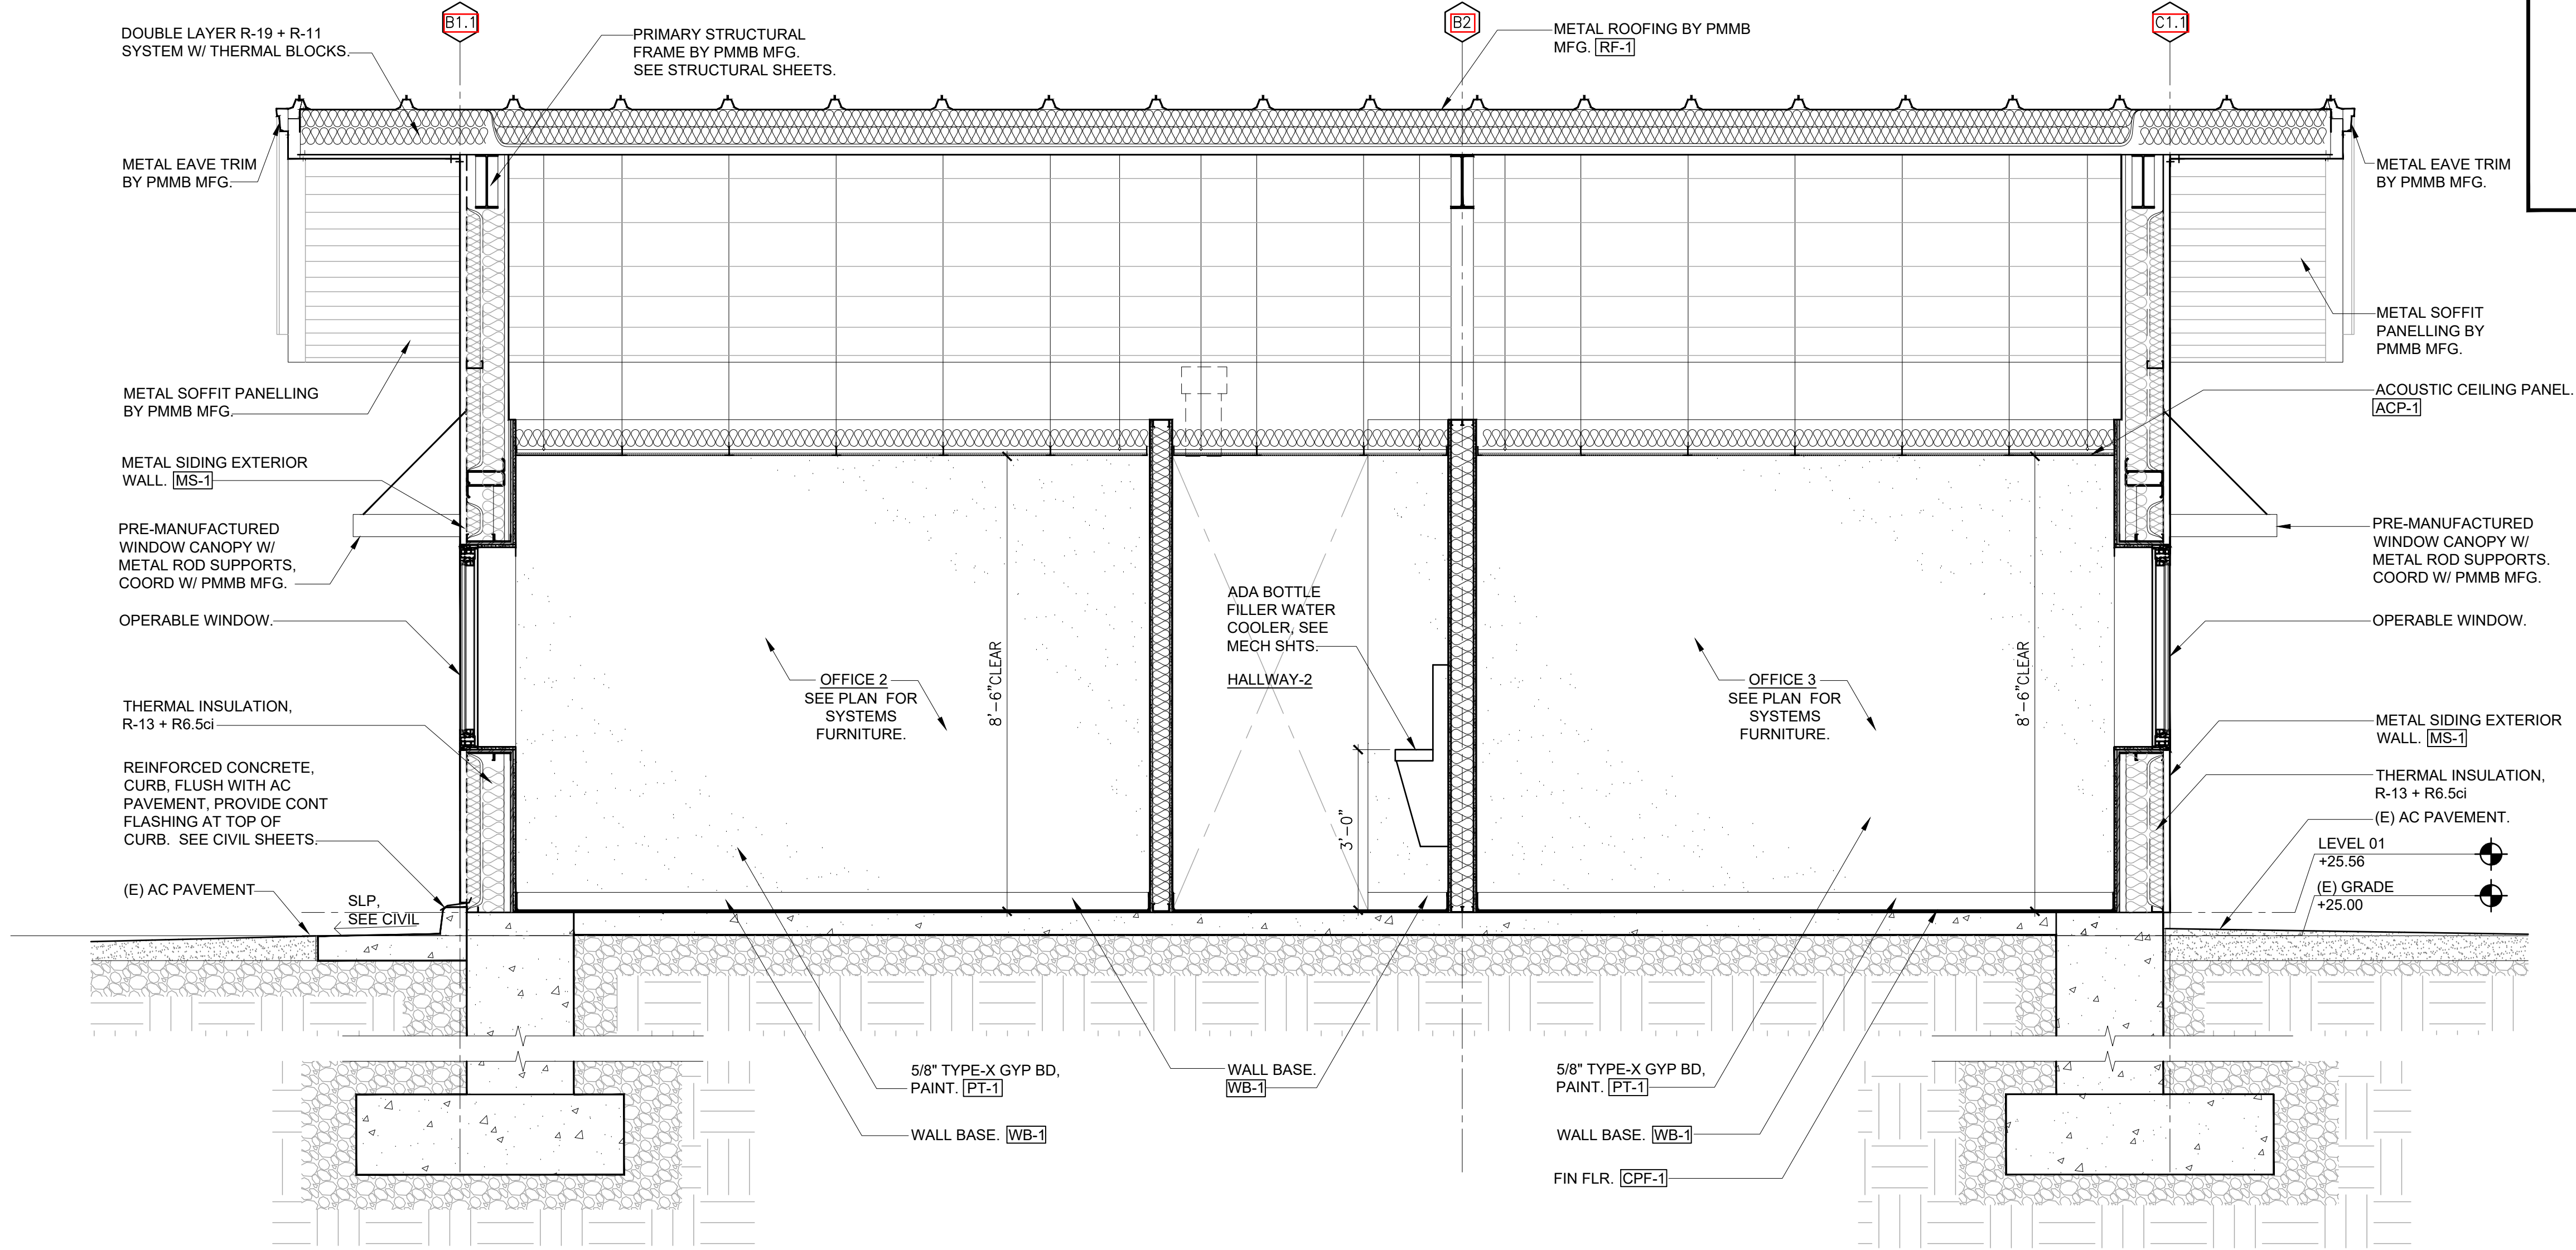 B1.1
B2
C1.1
DOUBLE LAYER R-19 + R-11
SYSTEM W/ THERMAL BLOCKS.
PRIMARY STRUCTURAL
FRAME BY PMMB MFG.
SEE STRUCTURAL SHEETS.
METAL ROOFING BY PMMB
MFG. RF-1
METAL EAVE TRIM
BY PMMB MFG.
METAL EAVE TRIM
BY PMMB MFG.
METAL SOFFIT
PANELLING BY
PMMB MFG.
METAL SOFFIT PANELLING
BY PMMB MFG.
ACOUSTIC CEILING PANEL.
ACP-1
METAL SIDING EXTERIOR
WALL. MS-1
PRE-MANUFACTURED
WINDOW CANOPY W/
METAL ROD SUPPORTS,
COORD W/ PMMB MFG.
PRE-MANUFACTURED
WINDOW CANOPY W/
METAL ROD SUPPORTS.
COORD W/ PMMB MFG.
OPERABLE WINDOW.
OPERABLE WINDOW.
ADA BOTTLE
FILLER WATER
COOLER, SEE
MECH SHTS.
HALLWAY-2
8'-6"CLEAR
8'-6"CLEAR
3'-0"
OFFICE 2
SEE PLAN FOR
SYSTEMS
FURNITURE.
OFFICE 3
SEE PLAN FOR
SYSTEMS
FURNITURE.
THERMAL INSULATION,
R-13 + R6.5ci
METAL SIDING EXTERIOR
WALL. MS-1
REINFORCED CONCRETE,
CURB, FLUSH WITH AC
PAVEMENT, PROVIDE CONT
FLASHING AT TOP OF
CURB. SEE CIVIL SHEETS.
THERMAL INSULATION,
R-13 + R6.5ci
(E) AC PAVEMENT.
LEVEL 01
+25.56
(E) GRADE
+25.00
(E) AC PAVEMENT
SLP,
SEE CIVIL
5/8" TYPE-X GYP BD,
PAINT. PT-1
WALL BASE.
WB-1
5/8" TYPE-X GYP BD,
PAINT. PT-1
WALL BASE. WB-1
WALL BASE. WB-1
FIN FLR. CPF-1